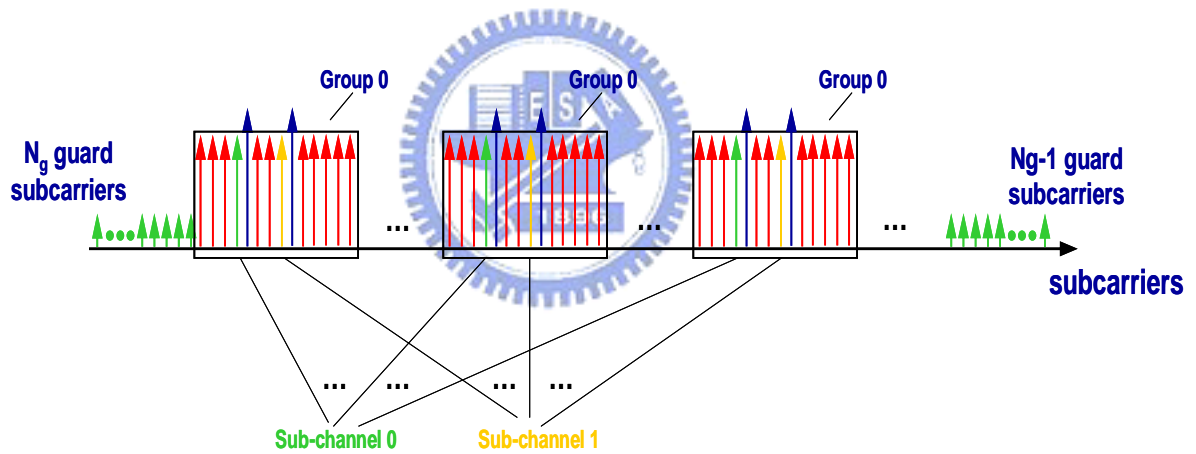 Group 0
Group 0
Group 0
Ng guard
subcarriers
Ng-1 guard
subcarriers
E S A
1896
...
...
...
subcarriers
...
...
...
...
Sub-channel 0
Sub-channel 1